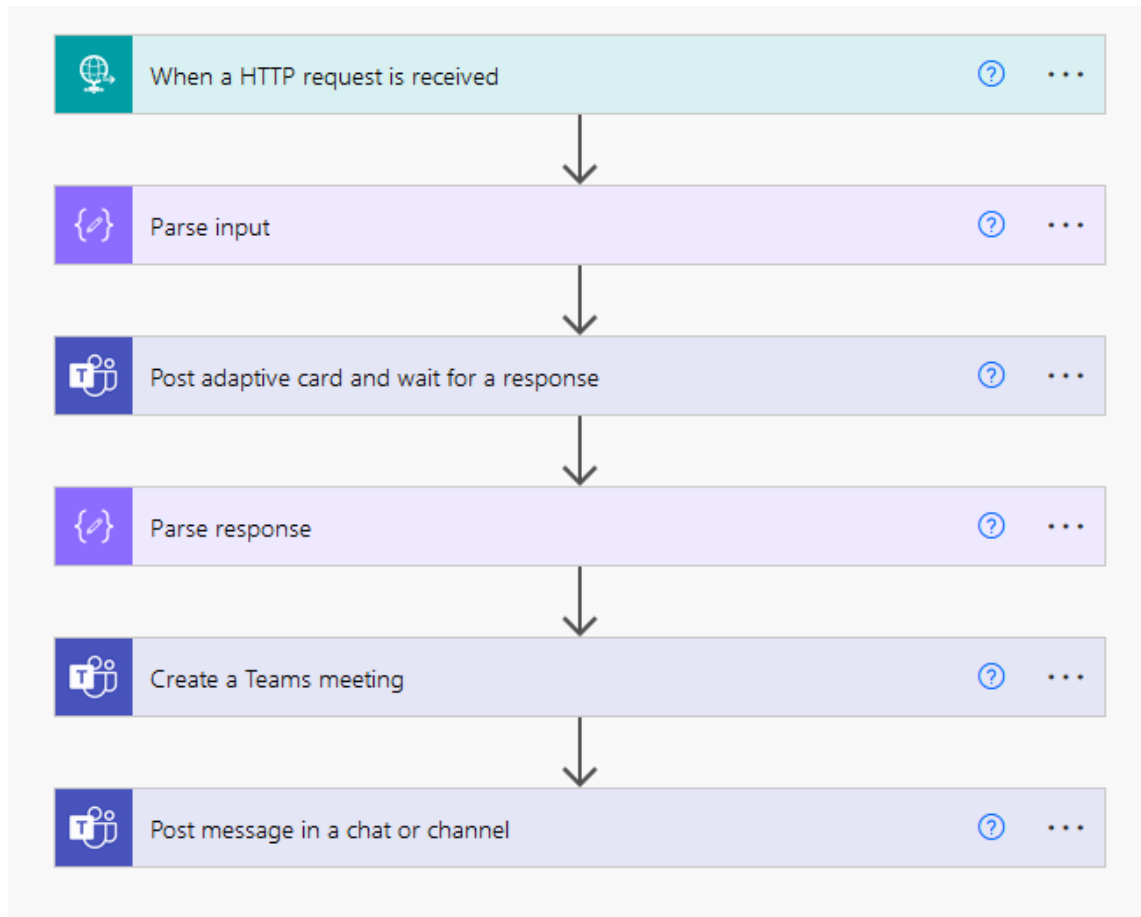 When a HTTP request is received
Parse input
Post adaptive card and wait for a response
Parse response
Create a Teams meeting
Post message in a chat or channel